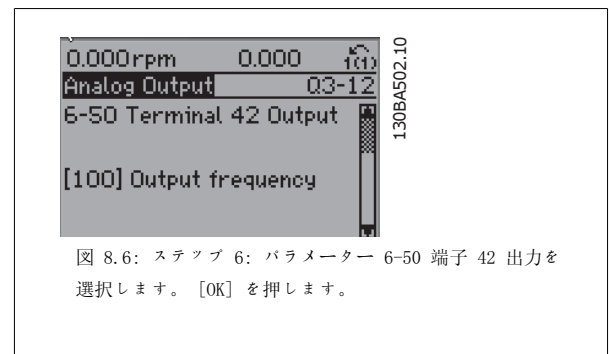 0.000rpm 0.000 1(1)
Analog Output Q3-12
6-50 Terminal 42 Output
[100] Output frequency
130BA502.10
図 8.6: ステップ 6: パラメーター 6-50 端子 42 出力を
選択します。 [OK] を押します。